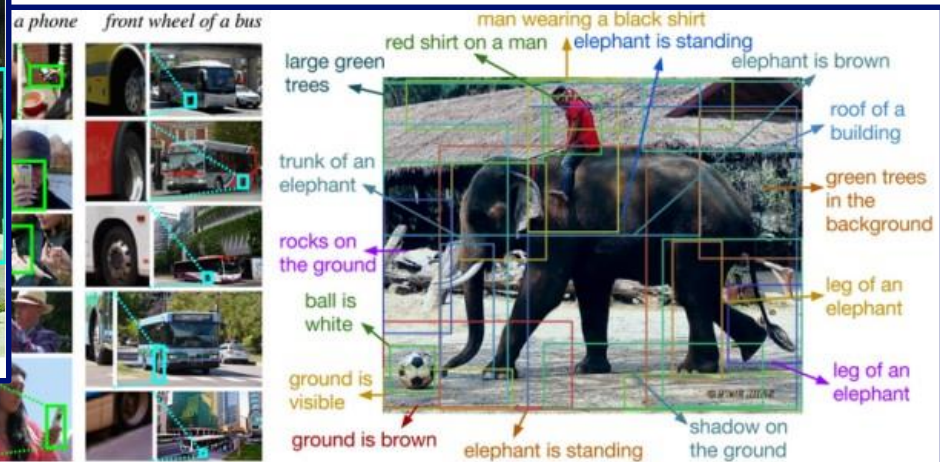 a phone
front wheel of a bus
man wearing a black shirt
red shirt on a man
elephant is standing
large green
trees
elephant is brown
roof of a
building
trunk of an
elephant
green trees
in the
background
rocks on
the ground
leg of an
elephant
ball is
white
leg of an
elephant
ground is
visible
shadow on
the ground
ground is brown
elephant is standing